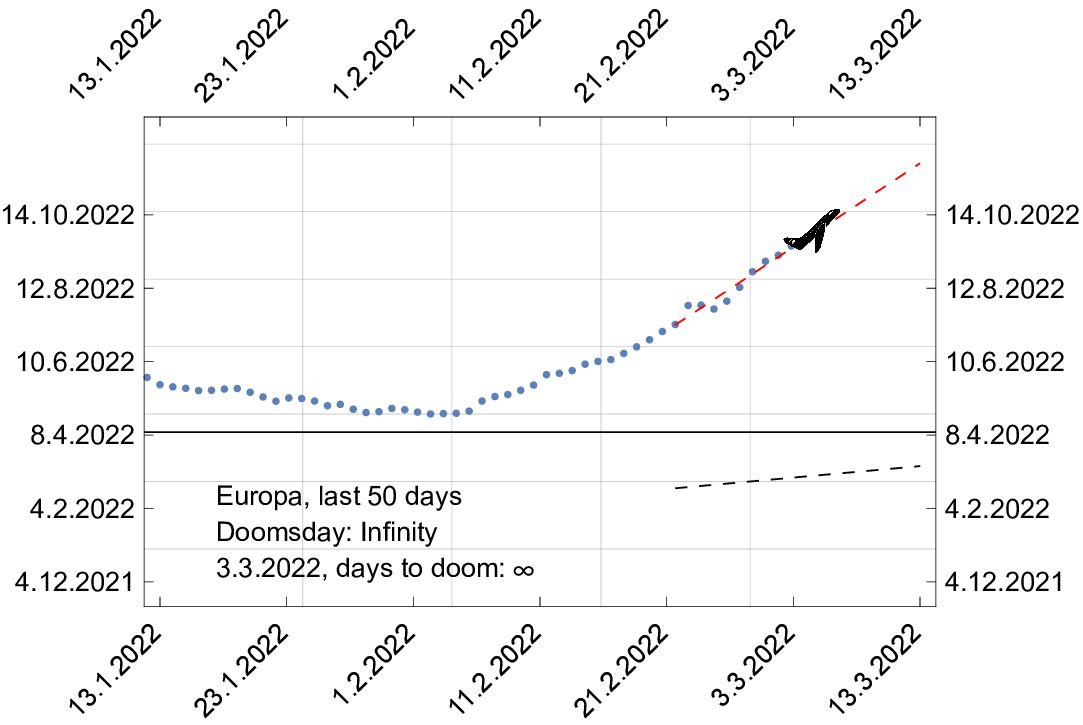 13.1.2022 23.1.2022 1.2.2022 11.2.2022 21.2.2022 3.3.2022 13.3.2022
14.10.2022 14.10.2022
12.8.2022 12.8.2022
10.6.2022 10.6.2022
8.4.2022 8.4.2022
Europa, last 50 days
4.2.2022 4.2.2022
Doomsday: Infinity
3.3.2022, days to doom: ∞
4.12.2021 4.12.2021
13.1.2022 23.1.2022 1.2.2022 11.2.2022 21.2.2022 3.3.2022 13.3.2022